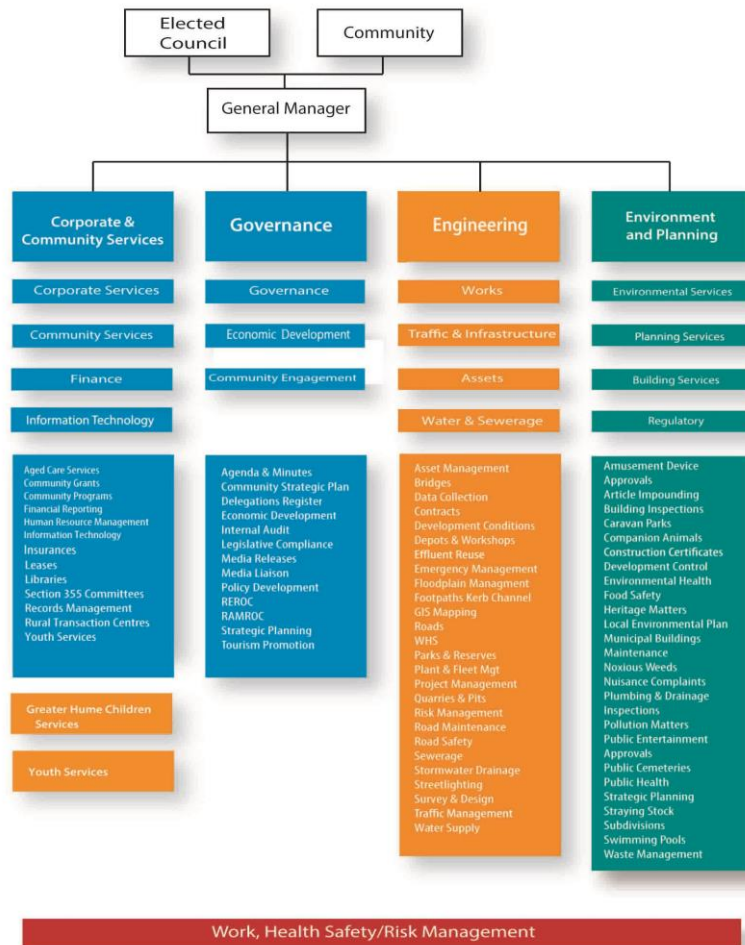 Elected
Council
Community
General Manager
Corporate &
Community Services
Corporate Services
Community Services
Finance
Information Technology
Aged Care Services
Community Grants
Community Programs
Financial Reporting
Human Resource Management
Information Technology
Insurances
Leases
Libraries
Section 355 Committees
Records Management
Rural Transaction Centres
Youth Services
Greater Hume Children
Services
Youth Services
Governance
Governance
Economic Development
Community Engagement
Agenda & Minutes
Community Strategic Plan
Delegations Register
Economic Development
Internal Audit
Legislative Compliance
Media Releases
Media Liaison
Policy Development
REROC
RAMROC
Strategic Planning
Tourism Promotion
Engineering
Works
Traffic & Infrastructure
Assets
Water & Sewerage
Asset Management
Bridges
Data Collection
Contracts
Development Conditions
Depots & Workshops
Effluent Reuse
Emergency Management
Floodplain Managment
Footpaths Kerb Channel
GIS Mapping
Roads
WHS
Parks & Reserves
Plant & Fleet Mgt
Project Management
Quarries & Pits
Risk Management
Road Maintenance
Road Safety
Sewerage
Stormwater Drainage
Streetlighting
Survey & Design
Traffic Management
Water Supply
Environment
and Planning
Environmental Services
Planning Services
Building Services
Regulatory
Amusement Device
Approvals
Article Impounding
Building Inspections
Caravan Parks
Companion Animals
Construction Certificates
Development Control
Environmental Health
Food Safety
Heritage Matters
Local Environmental Plan
Municipal Buildings
Maintenance
Noxious Weeds
Nuisance Complaints
Plumbing & Drainage
Inspections
Pollution Matters
Public Entertainment
Approvals
Public Cemeteries
Public Health
Strategic Planning
Straying Stock
Subdivisions
Swimming Pools
Waste Management
Work, Health Safety/Risk Management